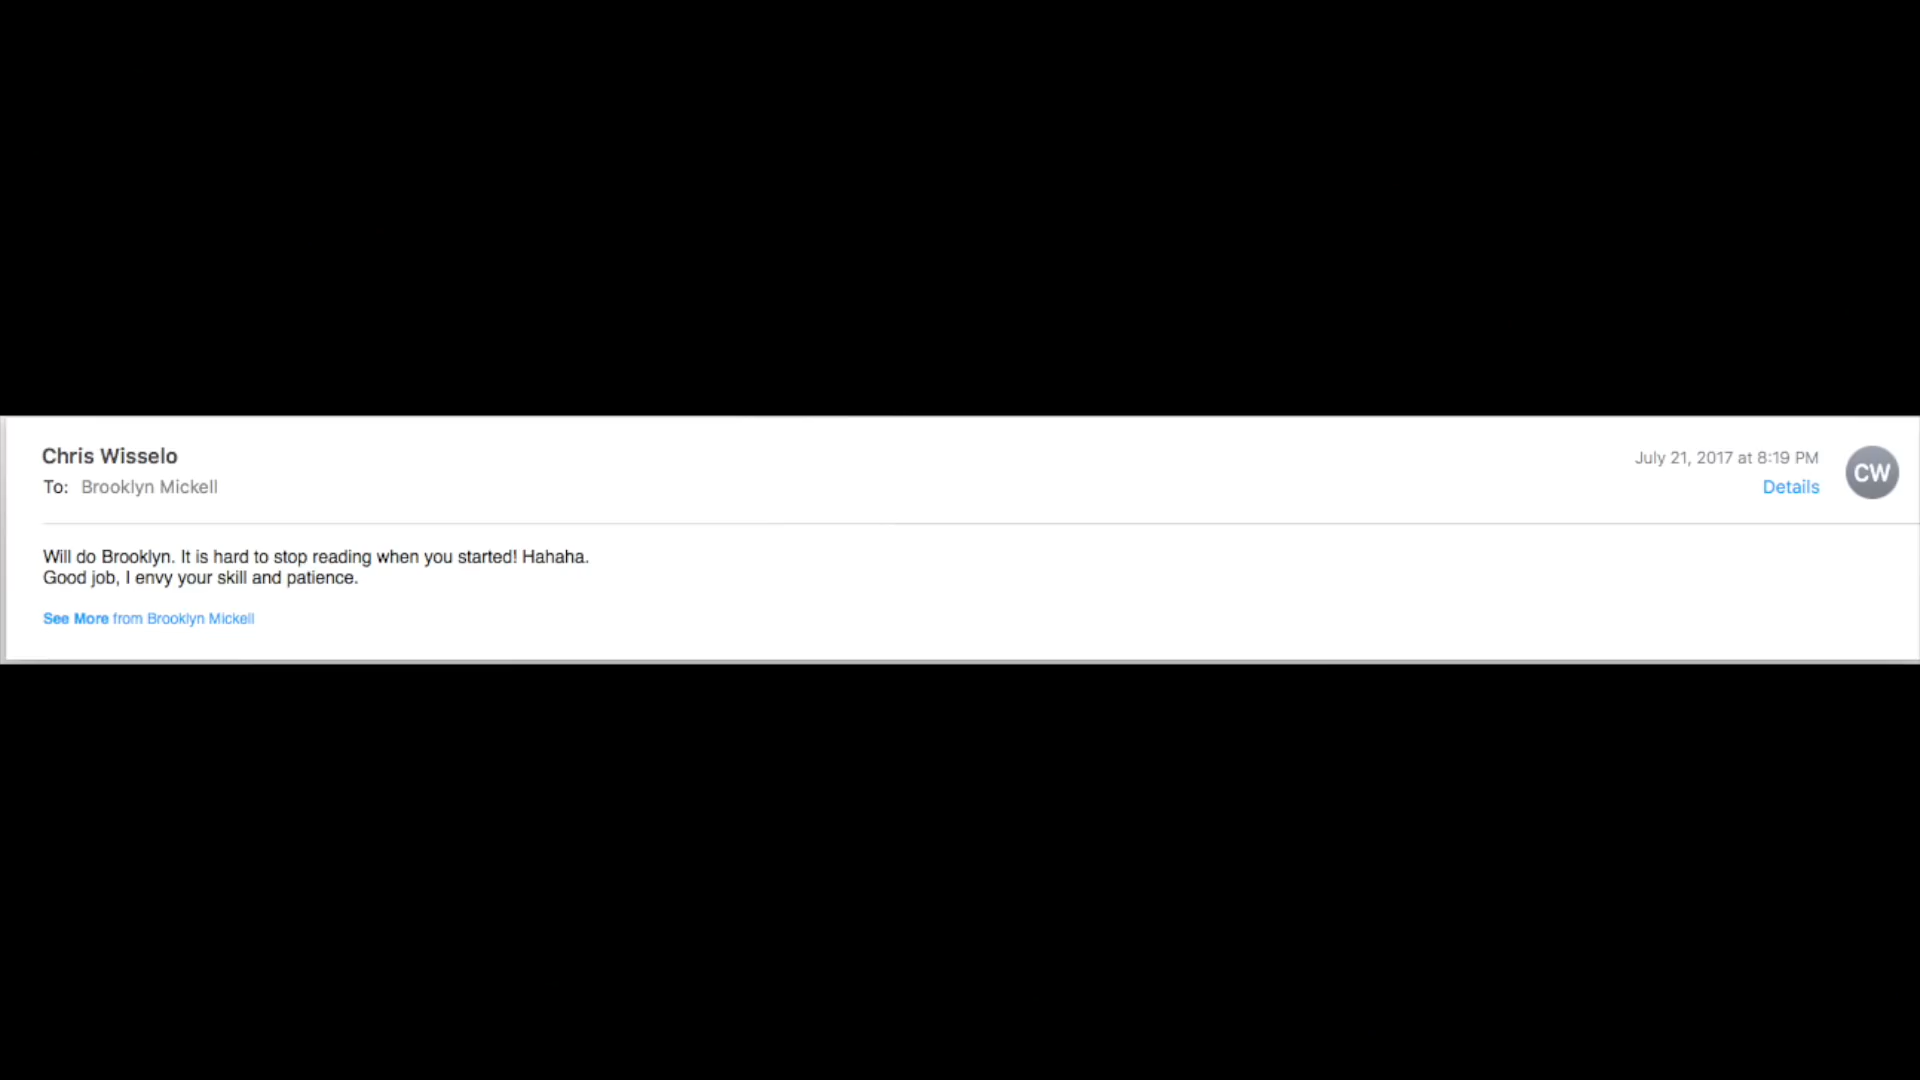 Chris Wisselo
July 21, 2017 at 8:19 PM
CW
To: Brooklyn Mickell
Details
Will do Brooklyn. It is hard to stop reading when you started! Hahaha.
Good job, I envy your skill and patience.
See More from Brooklyn Mickell